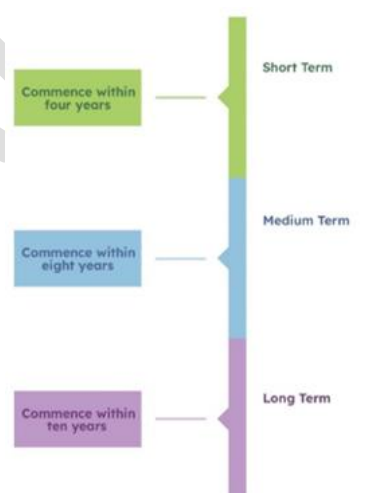 Short Term
Commence within
four years
Medium Term
Commence within
eight years
Long Term
Commence within
ten years